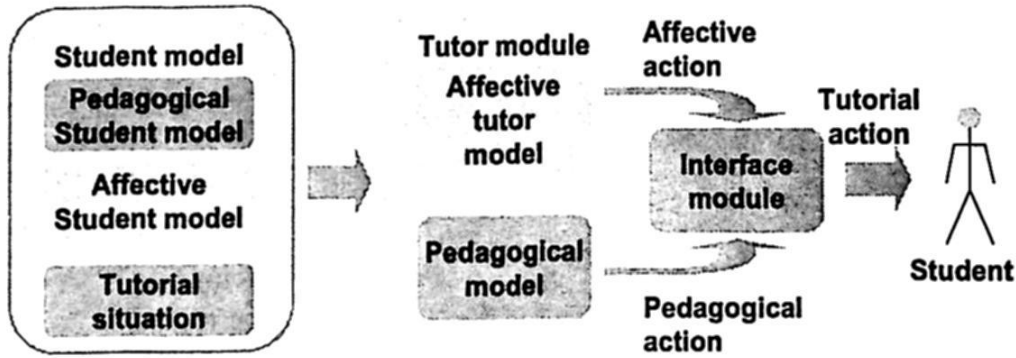 Student model
Pedagogical
Student model
Affective
Student model
Tutorial
situation
Tutor module
Affective
tutor
model
Pedagogical
model
Affective
action
Interface
module
Pedagogical
action
Tutorial
action
Student